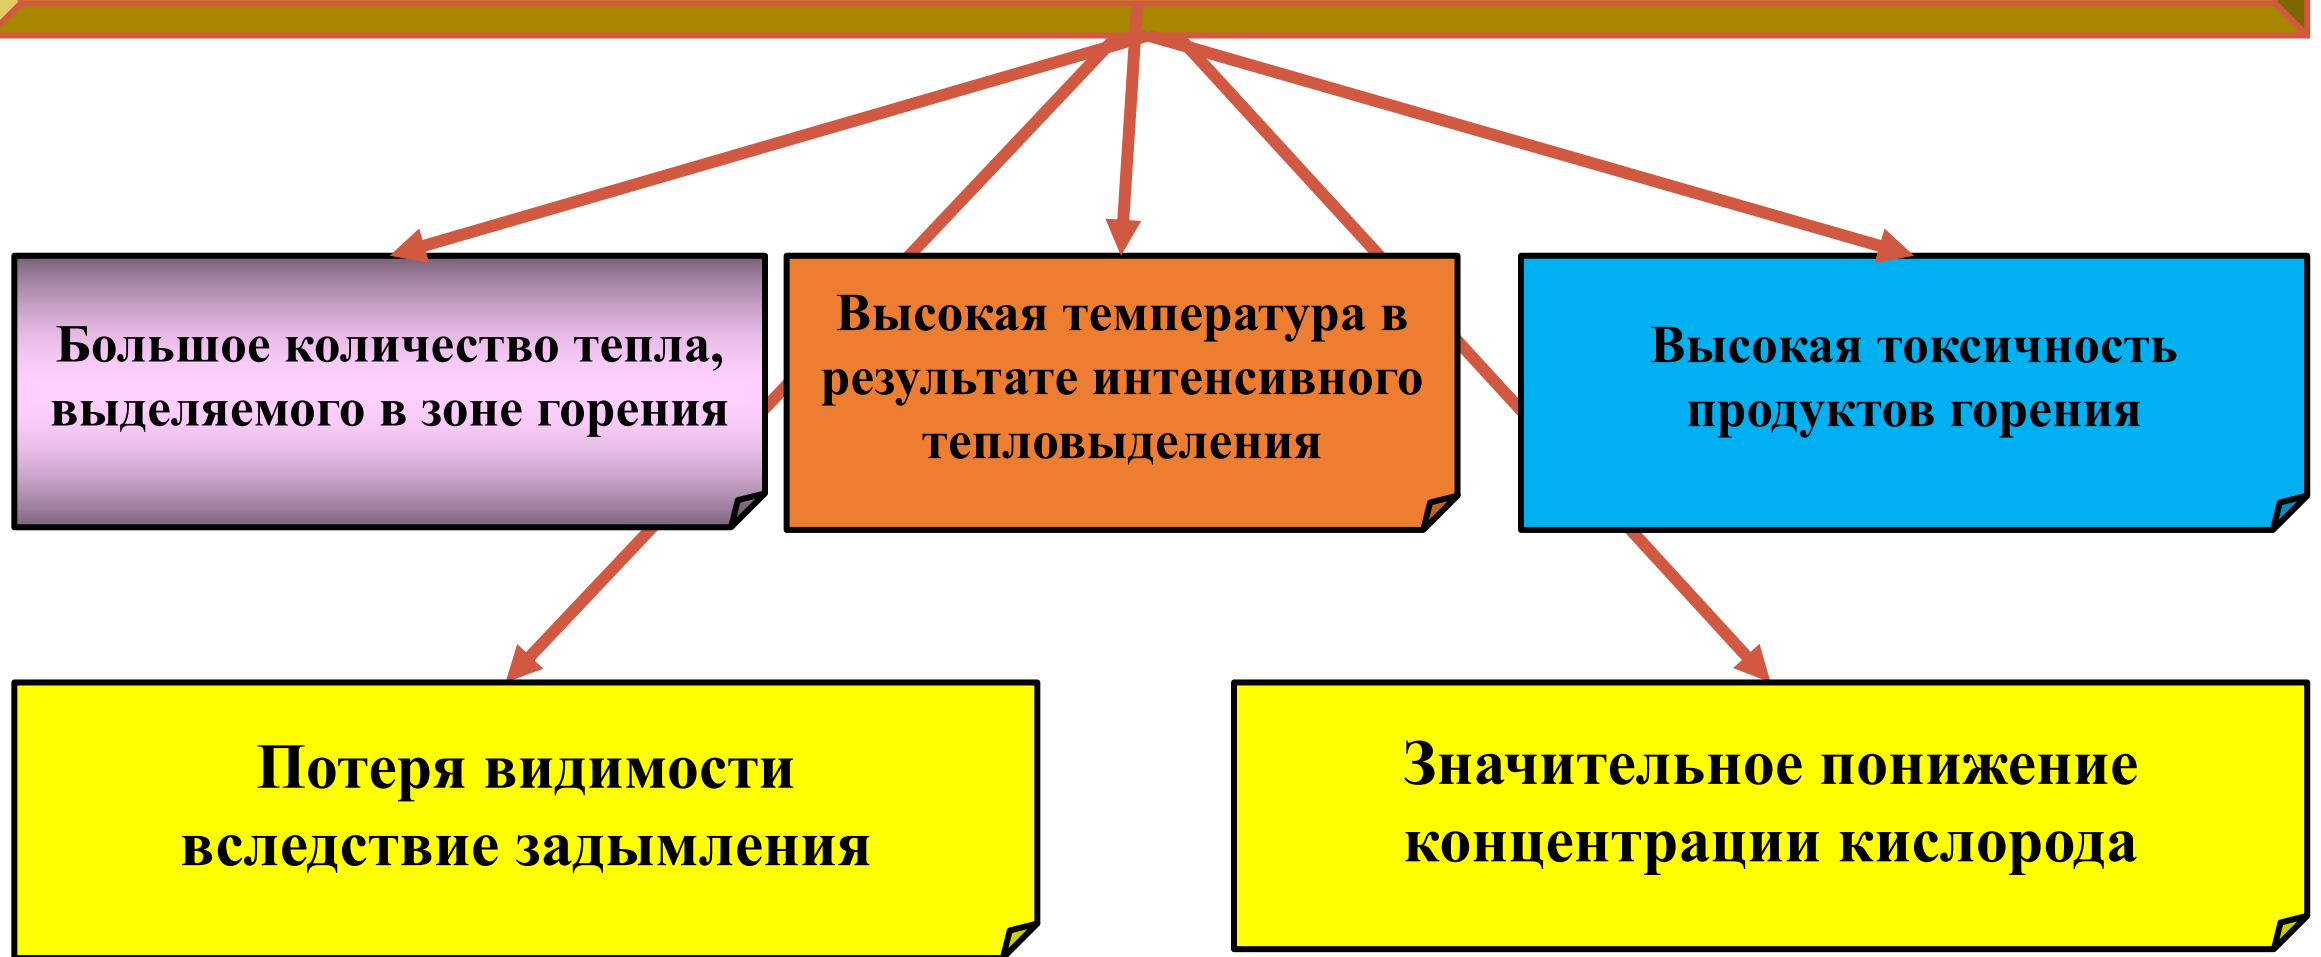 Большое количество тепла,
выделяемого в зоне горения
Высокая температура в
результате интенсивного
тепловыделения
Высокая токсичность
продуктов горения
Потеря видимости
вследствие задымления
Значительное понижение
концентрации кислорода